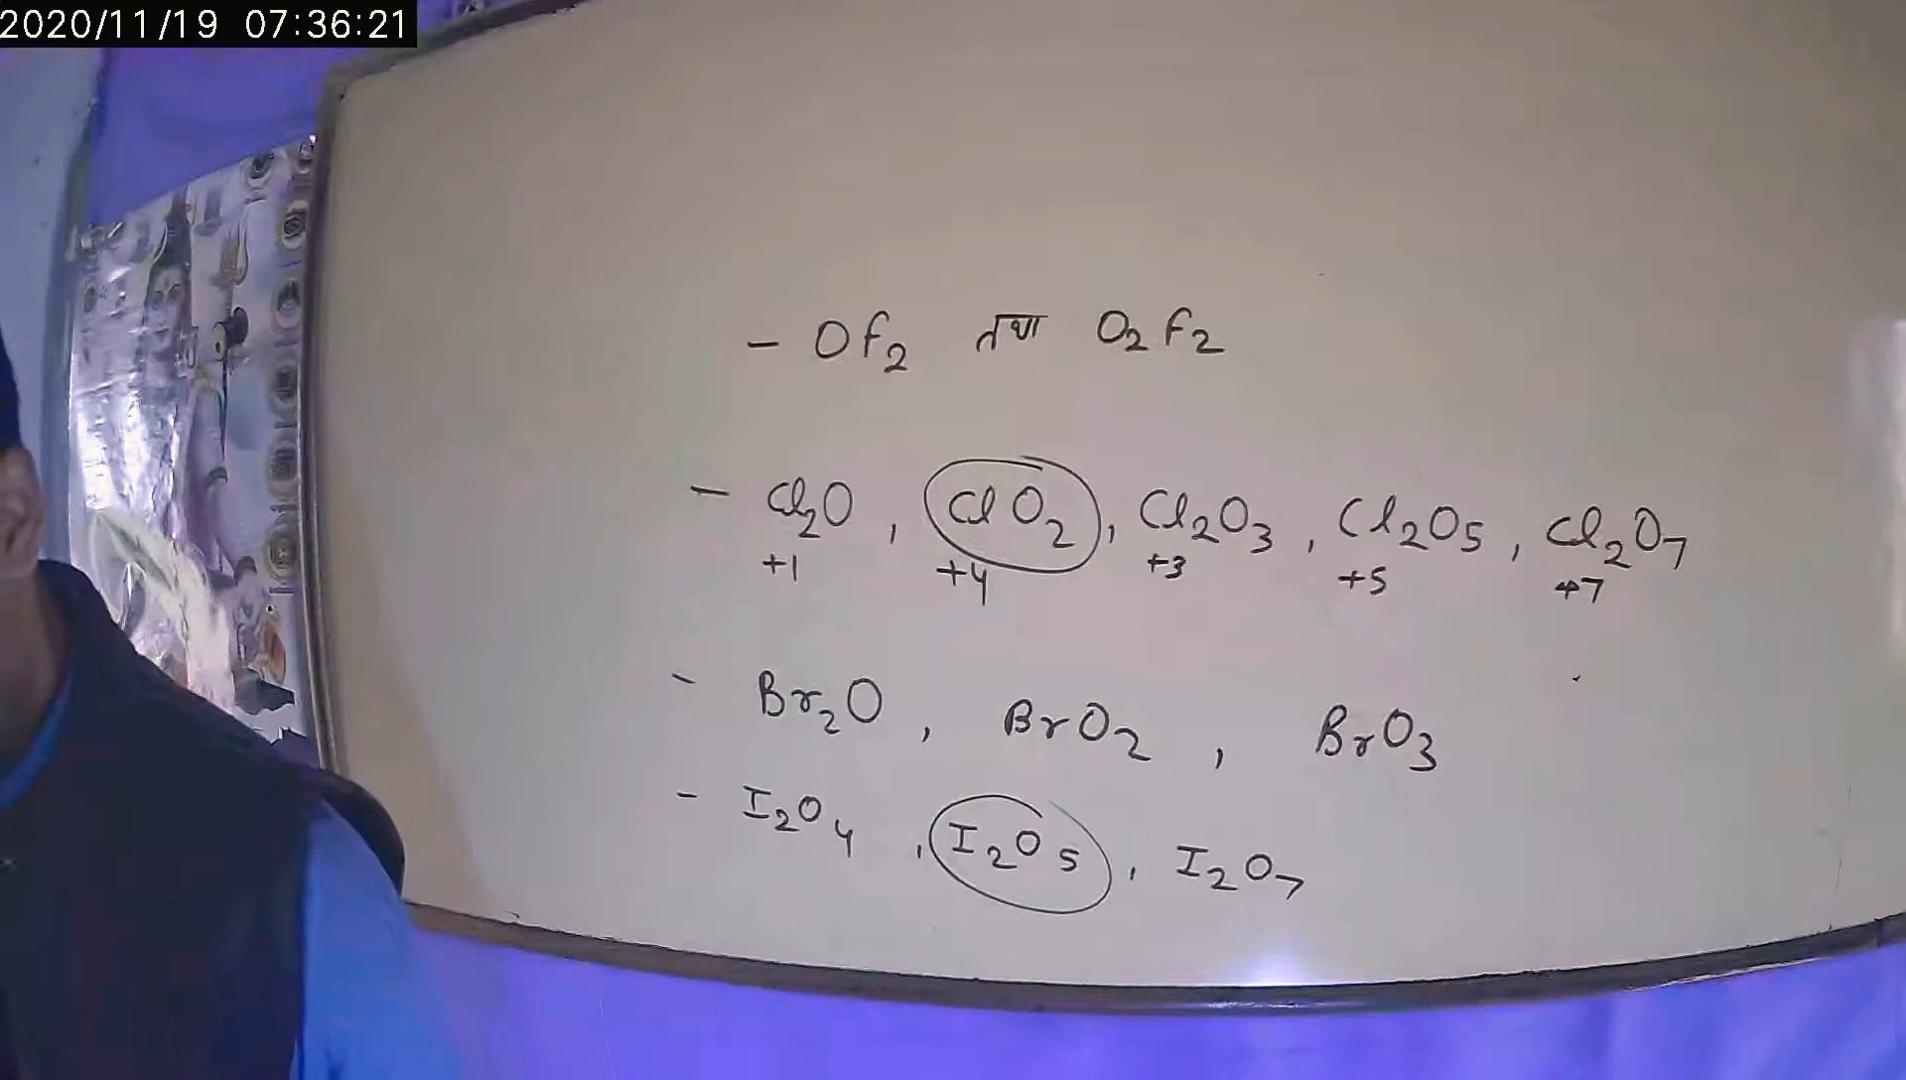 2020/11/19 07:36:21
- OF2 तथा O2F2
- Cl2O, ClO2, Cl2O3, Cl2O5, Cl2O7
+1 +4 +3 +5 +7
- Br2O, BrO2, BrO3
- I2O4, I2O5, I2O7